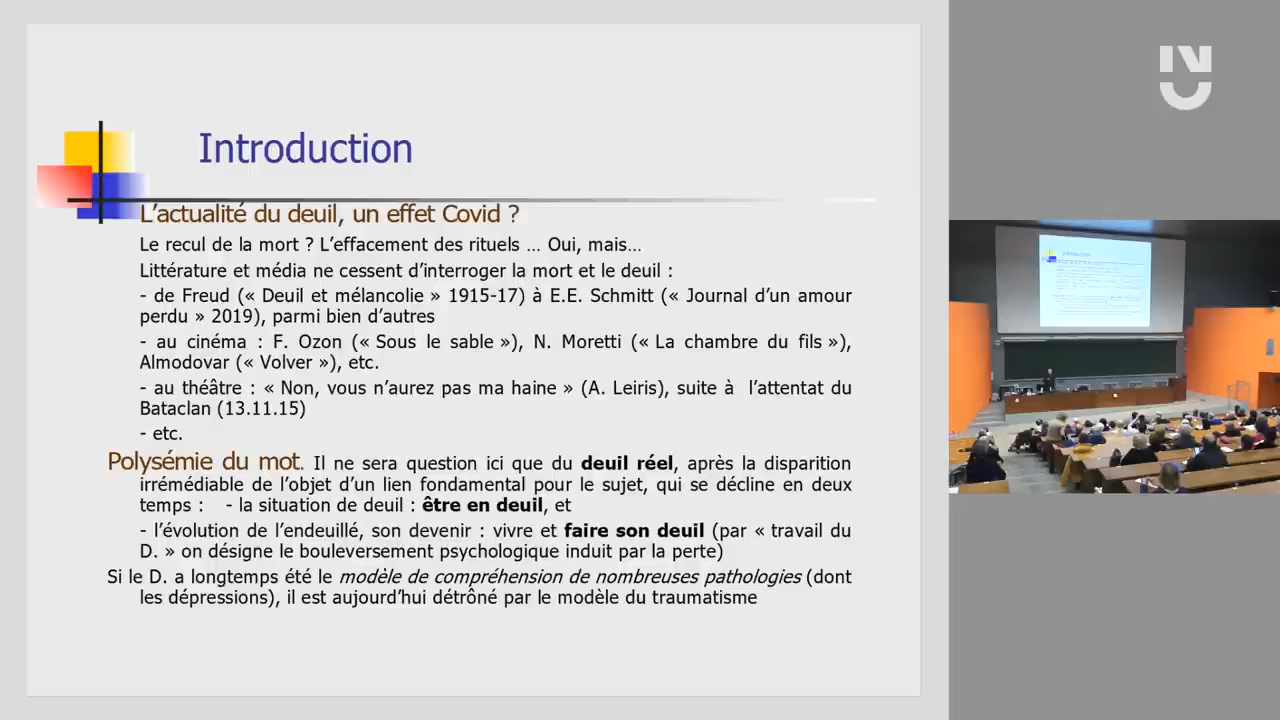 Introduction
L'actualité du deuil, un effet Covid ?
Le recul de la mort ? L'effacement des rituels … Oui, mais…
Littérature et média ne cessent d'interroger la mort et le deuil :
- de Freud (« Deuil et mélancolie » 1915-17) à E.E. Schmitt (« Journal d'un amour
perdu » 2019), parmi bien d'autres
- au cinéma : F. Ozon (« Sous le sable »), N. Moretti (« La chambre du fils »),
Almodovar (« Volver »), etc.
- au théâtre : « Non, vous n'aurez pas ma haine » (A. Leiris), suite à l'attentat du
Bataclan (13.11.15)
- etc.
Polysémie du mot. Il ne sera question ici que du deuil réel, après la disparition
irrémédiable de l'objet d'un lien fondamental pour le sujet, qui se décline en deux
temps : - la situation de deuil : être en deuil, et
- l'évolution de l'endeuillé, son devenir : vivre et faire son deuil (par « travail du
D. » on désigne le bouleversement psychologique induit par la perte)
Si le D. a longtemps été le modèle de compréhension de nombreuses pathologies (dont
les dépressions), il est aujourd'hui détrôné par le modèle du traumatisme